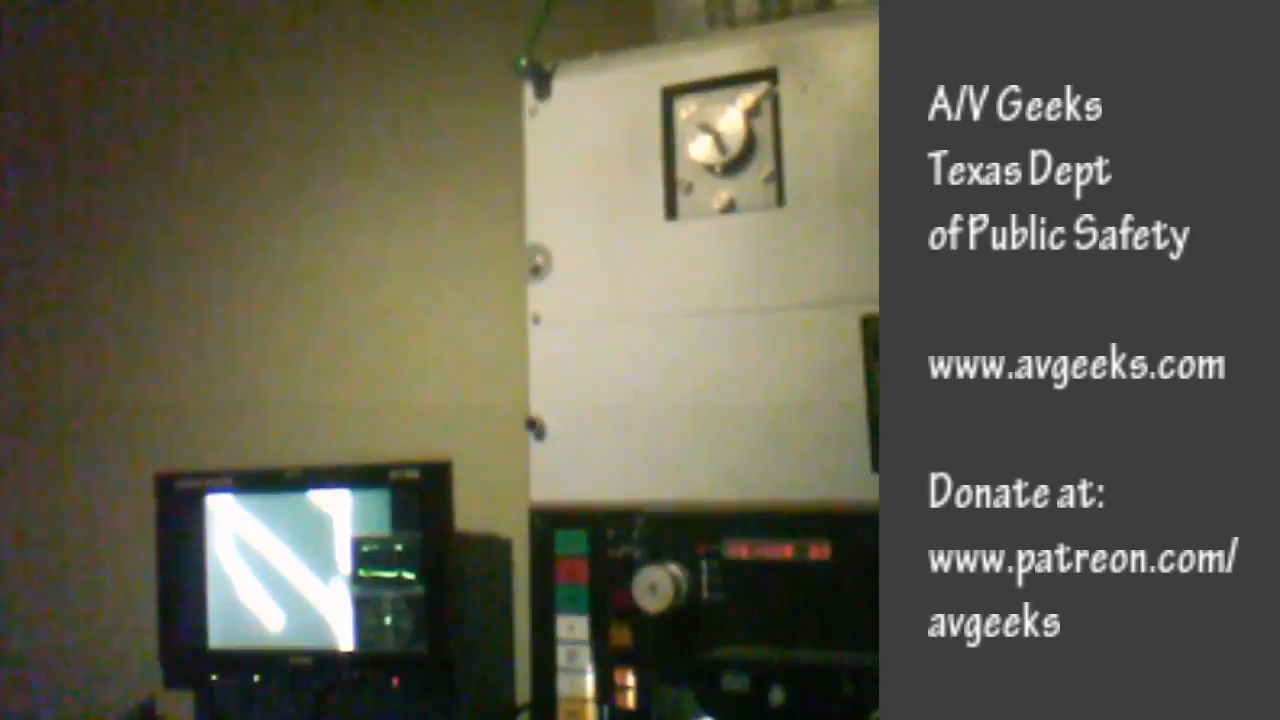 A/V Geeks
Texas Dept
of Public Safety
www.avgeeks.com
Donate at:
www.patreon.com/
avgeeks